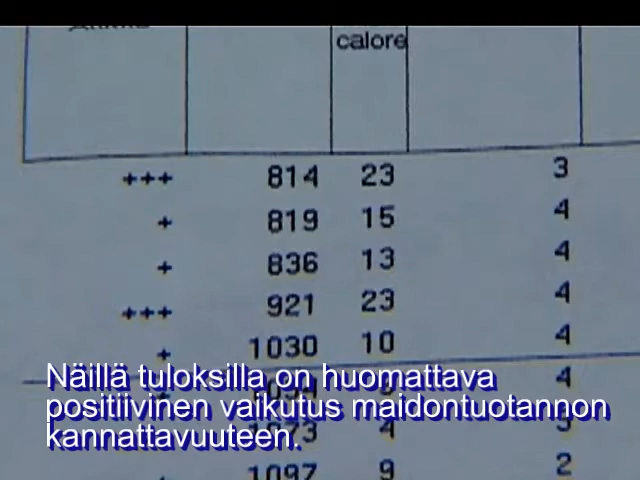 calore
+++ 814 23 3
+ 819 15 4
+ 836 13 4
+++ 921 23 4
+ 1030 10 4
4
4
1097 9 2
Näillä tuloksilla on huomattava
positiivinen vaikutus maidontuotannon
kannattavuuteen.